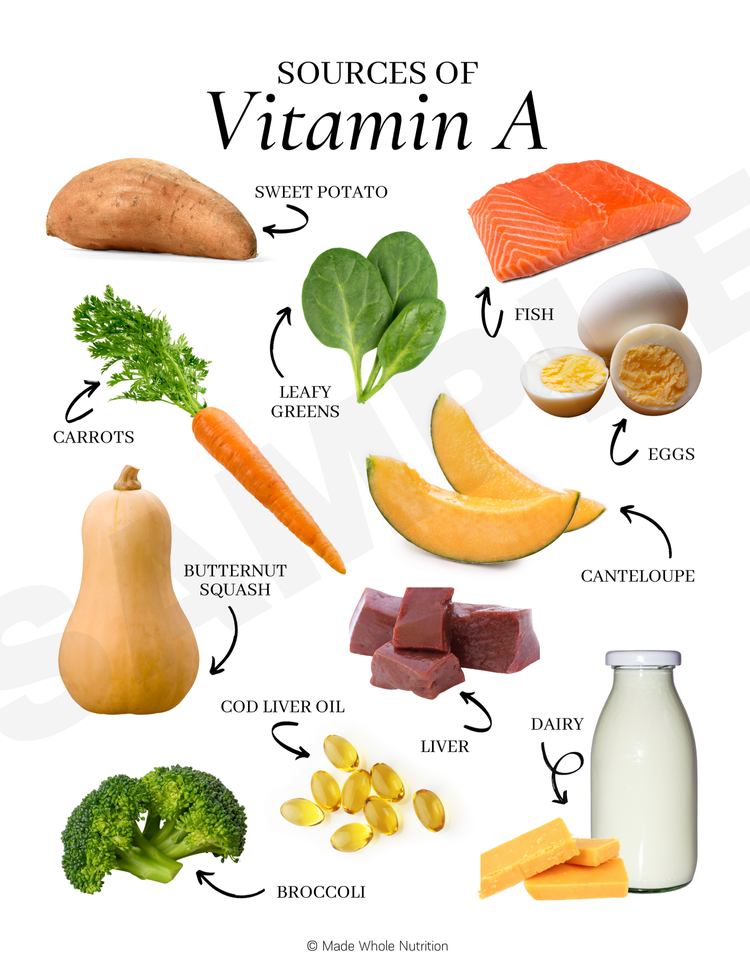 SOURCES OF
Vitamin A
SWEET POTATO
FISH
LEAFY
GREENS
CARROTS
EGGS
BUTTERNUT
SQUASH
CANTELOUPE
COD LIVER OIL
LIVER
DAIRY
BROCCOLI
© Made Whole Nutrition
SAMPLE